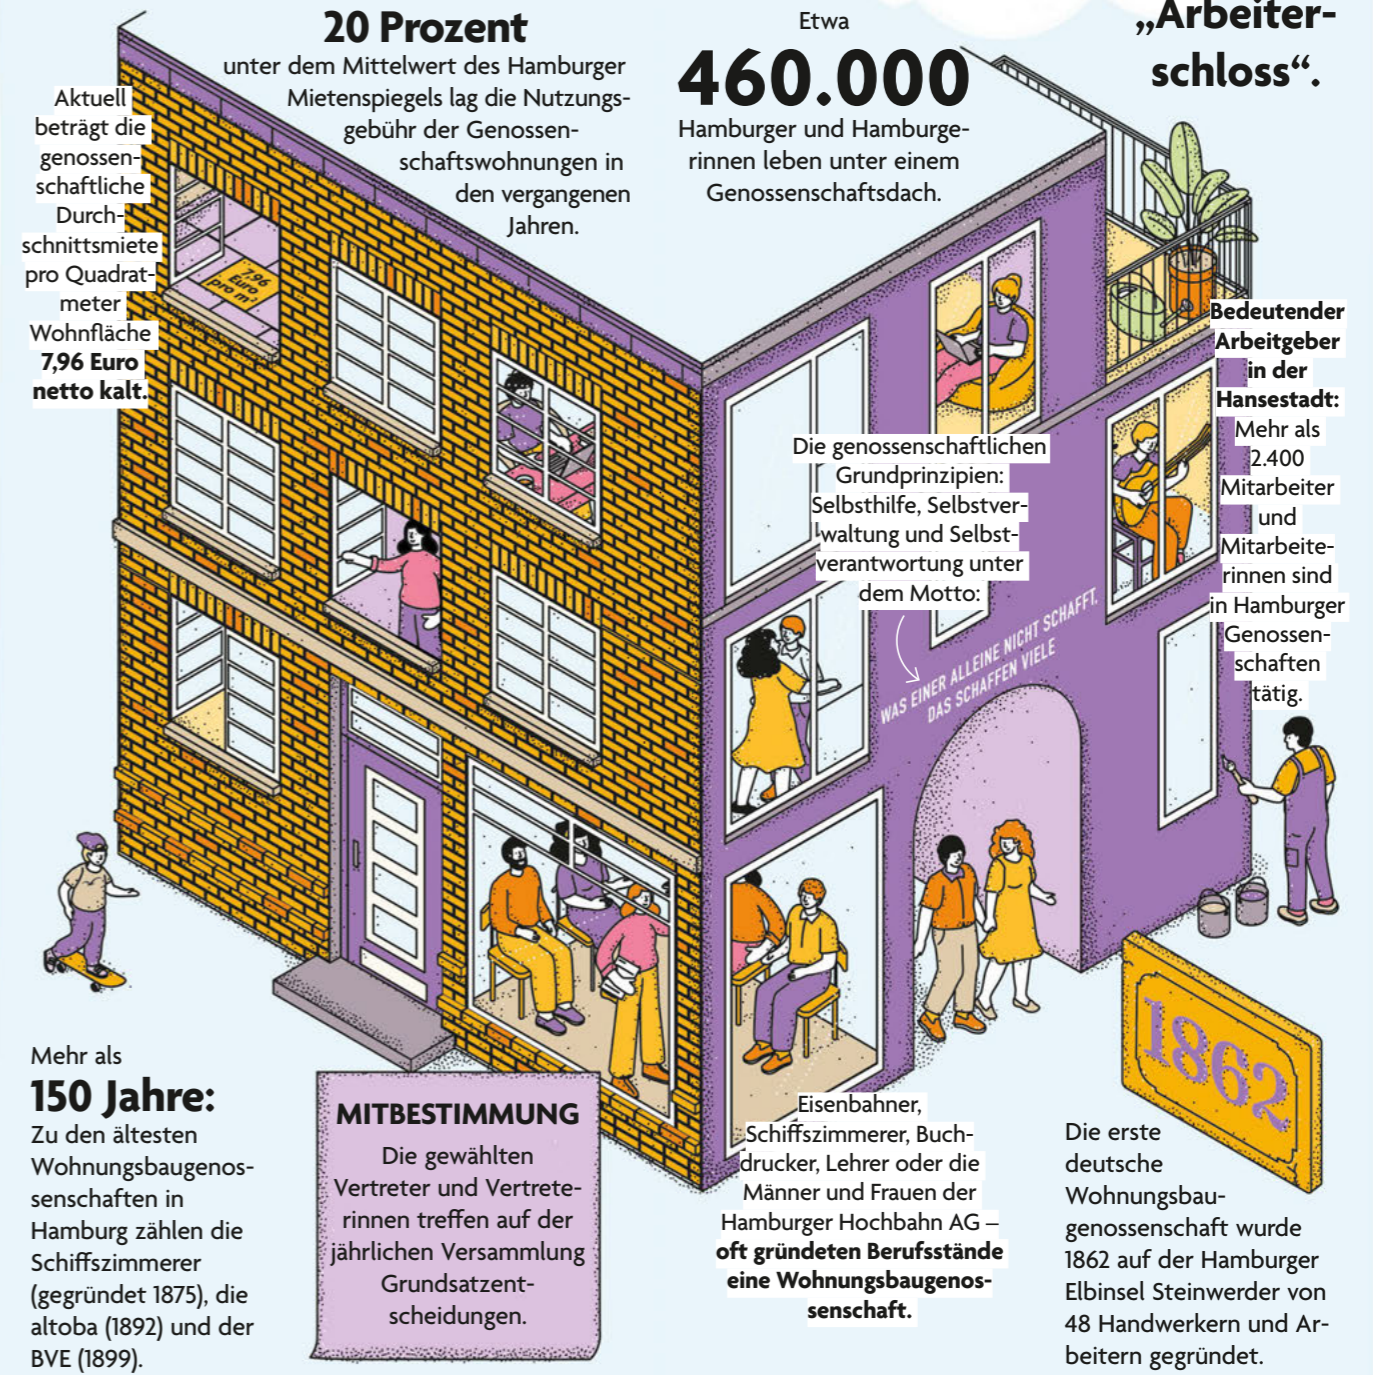 20 Prozent
unter dem Mittelwert des Hamburger
Mietenspiegels lag die Nutzungs-
gebühr der Genossen-
schaftswohnungen in
den vergangenen
Jahren.
Etwa
460.000
Hamburger und Hamburge-
rinnen leben unter einem
Genossenschaftsdach.
„Arbeiter-
schloss“.
Aktuell
beträgt die
genossen-
schaftliche
Durch-
schnittsmiete
pro Quadrat-
meter
Wohnfläche
7,96 Euro
netto kalt.
7,96
Euro
pro m²
Bedeutender
Arbeitgeber
in der
Hansestadt:
Mehr als
2.400
Mitarbeiter
und
Mitarbeite-
rinnen sind
in Hamburger
Genossen-
schaften
tätig.
Die genossenschaftlichen
Grundprinzipien:
Selbsthilfe, Selbstver-
waltung und Selbst-
verantwortung unter
dem Motto:
WAS EINER ALLEINE NICHT SCHAFFT,
DAS SCHAFFEN VIELE
Mehr als
150 Jahre:
Zu den ältesten
Wohnungsbaugenos-
senschaften in
Hamburg zählen die
Schiffszimmerer
(gegründet 1875), die
altoba (1892) und der
BVE (1899).
MITBESTIMMUNG
Die gewählten
Vertreter und Vertrete-
rinnen treffen auf der
jährlichen Versammlung
Grundsatzent-
scheidungen.
Eisenbahner,
Schiffszimmerer, Buch-
drucker, Lehrer oder die
Männer und Frauen der
Hamburger Hochbahn AG –
oft gründeten Berufsstände
eine Wohnungsbaugenos-
senschaft.
1862
Die erste
deutsche
Wohnungsbau-
genossenschaft wurde
1862 auf der Hamburger
Elbinsel Steinwerder von
48 Handwerkern und Ar-
beitern gegründet.